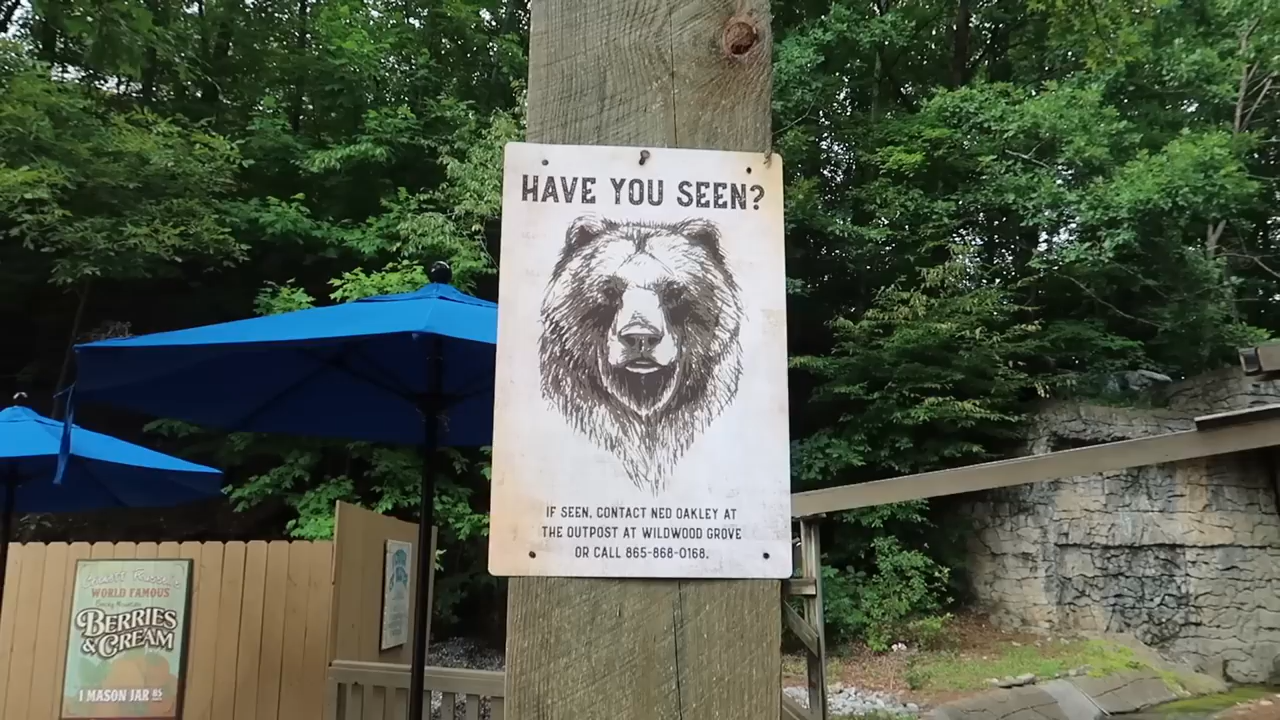 HAVE YOU SEEN?
IF SEEN, CONTACT NED OAKLEY AT
THE OUTPOST AT WILDWOOD GROVE
OR CALL 865-868-0168.
WORLD FAMOUS
BERRIES
& CREAM
1 MASON JAR